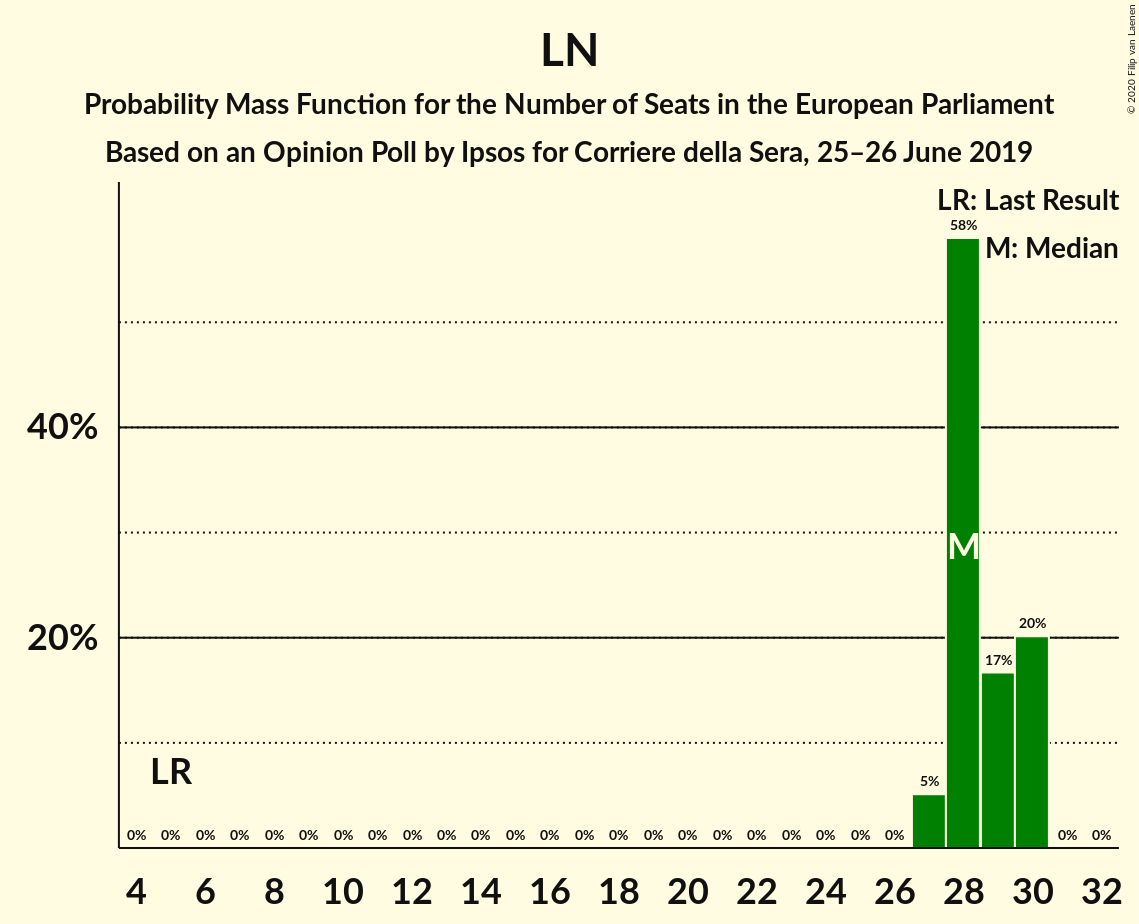 LN
Probability Mass Function for the Number of Seats in the European Parliament
Based on an Opinion Poll by Ipsos for Corriere della Sera, 25–26 June 2019
© 2020 Filip van Laenen
LR: Last Result
M: Median
58%
40%
M
20%
20%
17%
LR
5%
0% 0% 0% 0% 0% 0% 0% 0% 0% 0% 0% 0% 0% 0% 0% 0% 0% 0% 0% 0% 0% 0% 0% 0% 0%
4 6 8 10 12 14 16 18 20 22 24 26 28 30 32